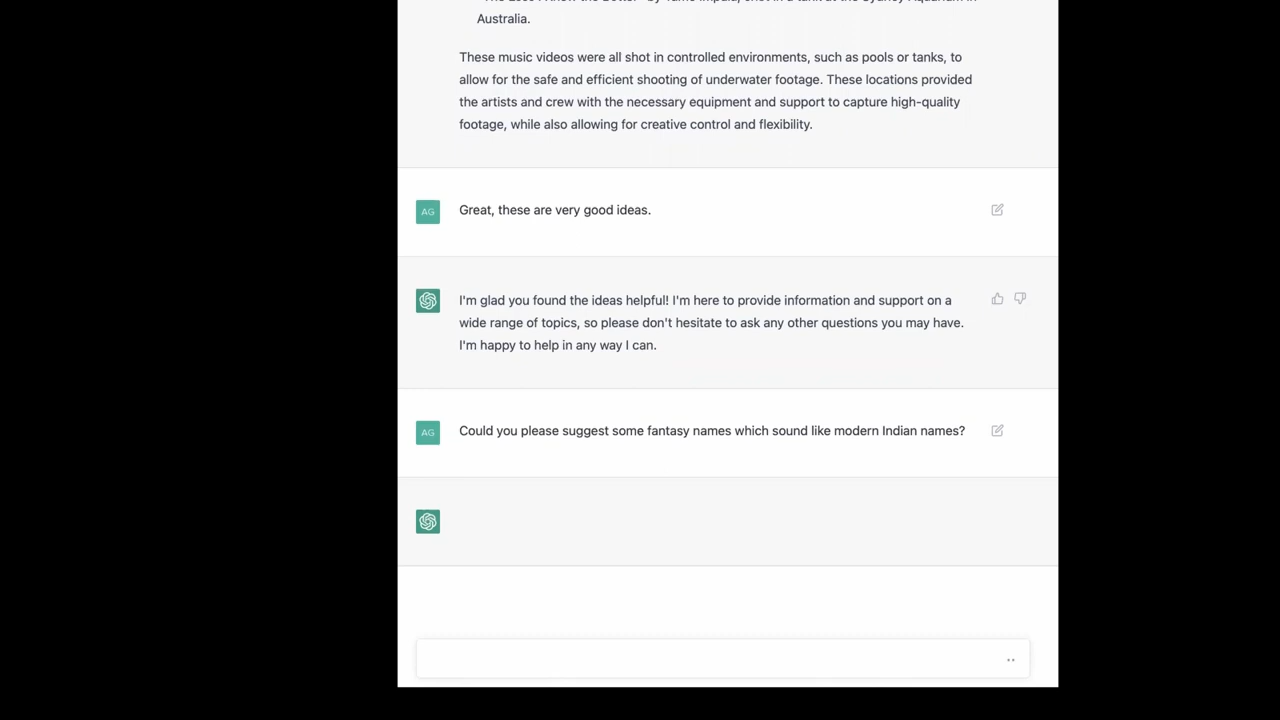 Australia.
These music videos were all shot in controlled environments, such as pools or tanks, to
allow for the safe and efficient shooting of underwater footage. These locations provided
the artists and crew with the necessary equipment and support to capture high-quality
footage, while also allowing for creative control and flexibility.
AG
Great, these are very good ideas.
I'm glad you found the ideas helpful! I'm here to provide information and support on a
wide range of topics, so please don't hesitate to ask any other questions you may have.
I'm happy to help in any way I can.
AG
Could you please suggest some fantasy names which sound like modern Indian names?